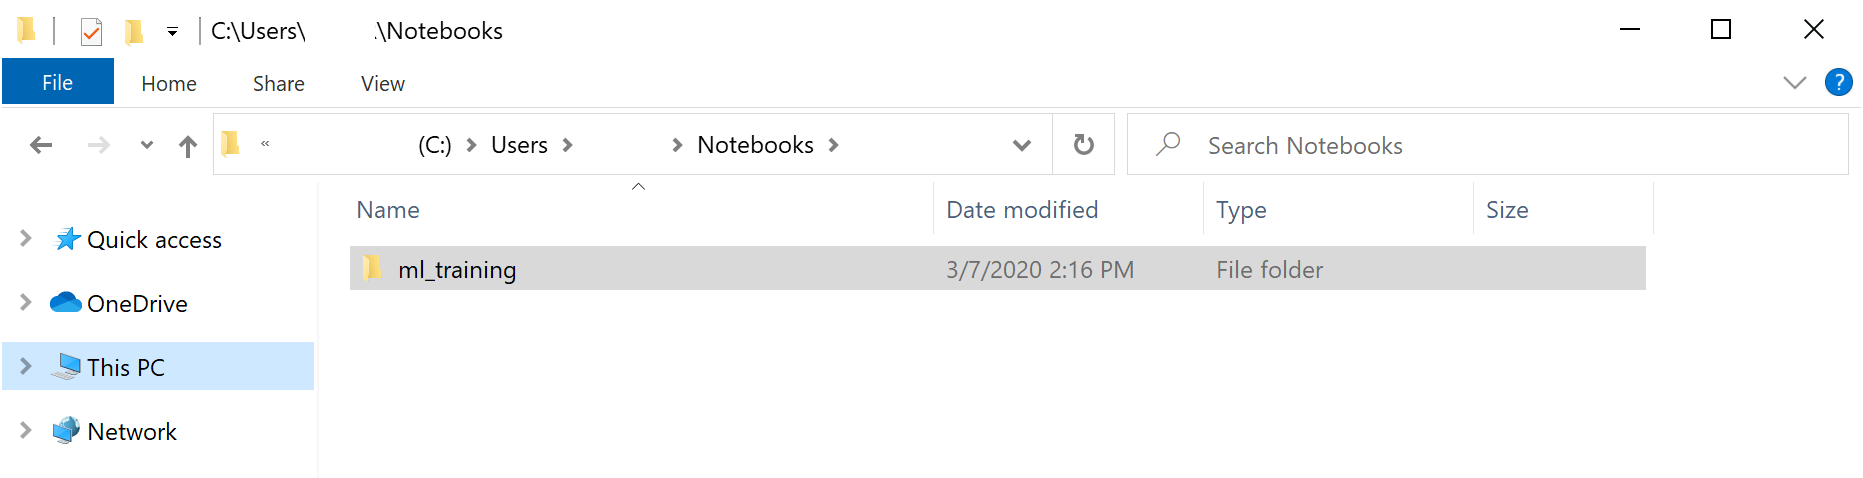 C:\Users\ .\Notebooks
File Home Share View ?
« (C:) Users Notebooks Search Notebooks
Name Date modified Type Size
Quick access
ml_training 3/7/2020 2:16 PM File folder
OneDrive
This PC
Network